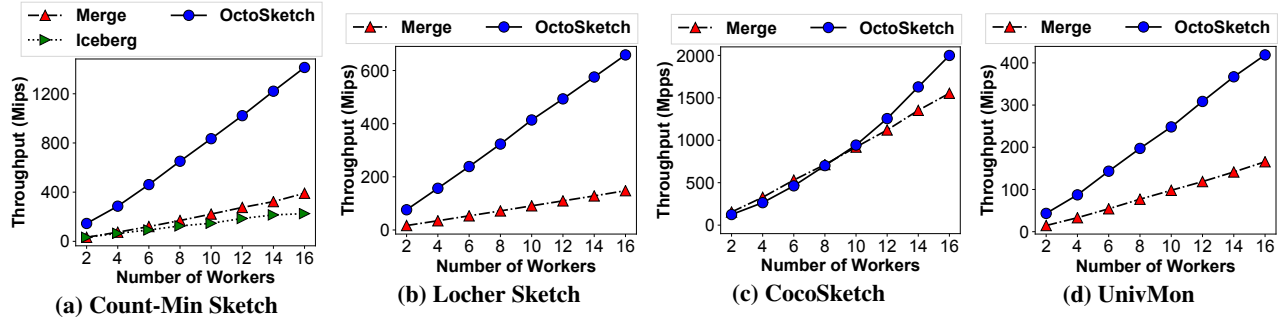 Merge OctoSketch
Iceberg
Throughput (Mips)
1200
800
400
0
2 4 6 8 10 12 14 16
Number of Workers
(a) Count-Min Sketch
Merge OctoSketch
Throughput (Mips)
600
400
200
0
2 4 6 8 10 12 14 16
Number of Workers
(b) Locher Sketch
Merge OctoSketch
Throughput (Mpps)
2000
1500
1000
500
0
2 4 6 8 10 12 14 16
Number of Workers
(c) CocoSketch
Merge OctoSketch
Throughput (Mips)
400
300
200
100
0
2 4 6 8 10 12 14 16
Number of Workers
(d) UnivMon